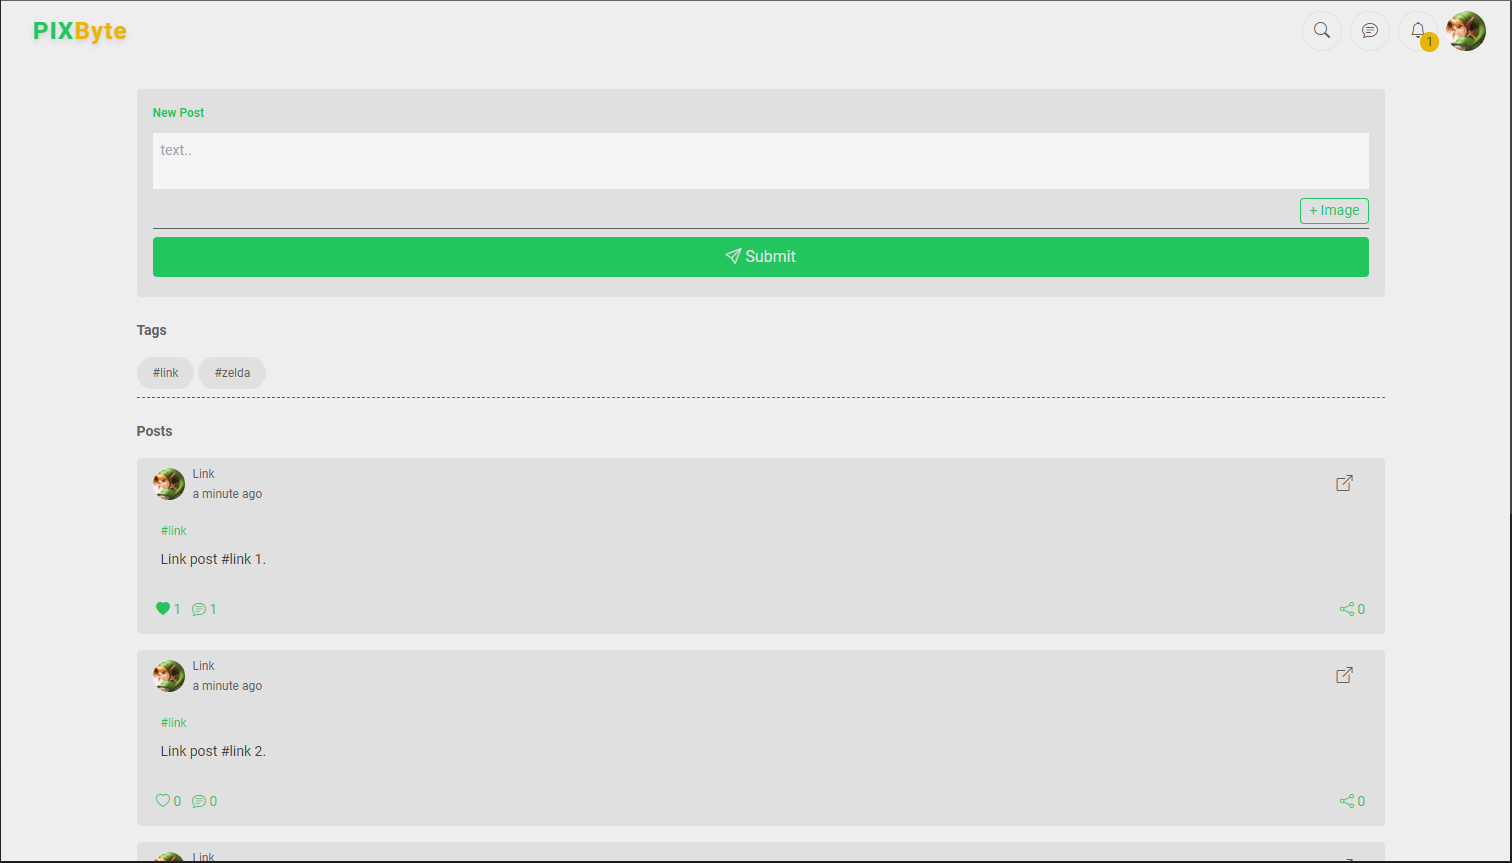 PIXByte
1
New Post
text..
+ Image
Submit
Tags
#link #zelda
Posts
Link
a minute ago
#link
Link post #link 1.
1 1 0
Link
a minute ago
#link
Link post #link 2.
0 0 0
Link